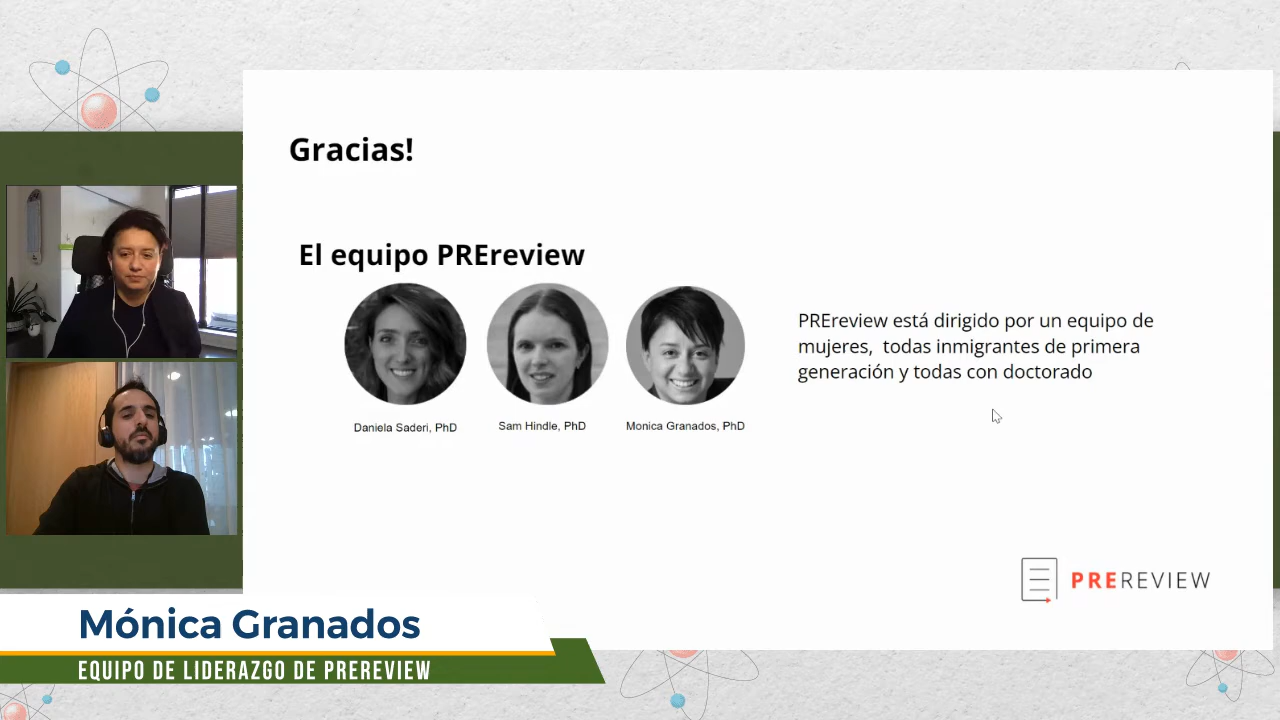 Gracias!
El equipo PREreview
Daniela Saderi, PhD
Sam Hindle, PhD
Monica Granados, PhD
PREreview está dirigido por un equipo de
mujeres,  todas inmigrantes de primera
generación y todas con doctorado
PREREVIEW
Mónica Granados
EQUIPO DE LIDERAZGO DE PREREVIEW